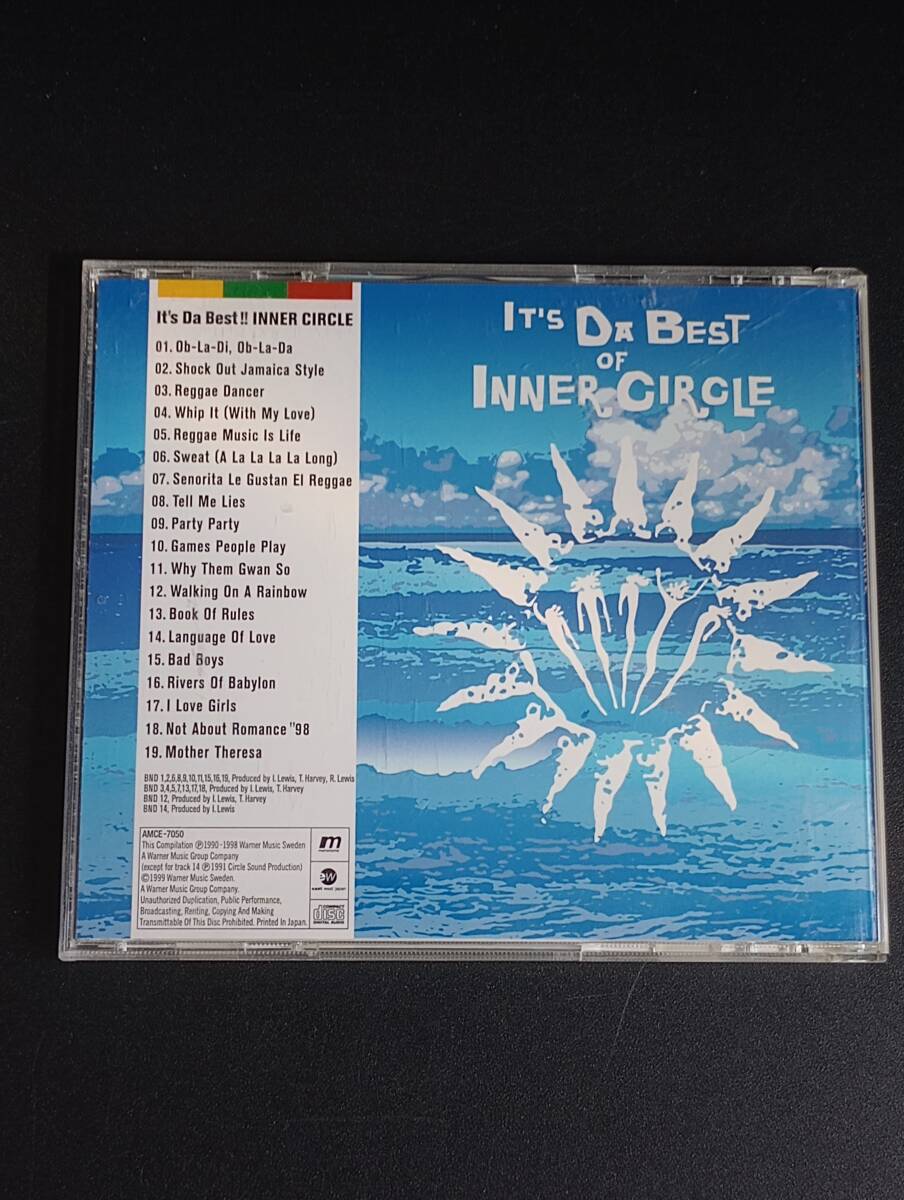 It's Da Best!! INNER CIRCLE
01. Ob-La-Di, Ob-La-Da
02. Shock Out Jamaica Style
03. Reggae Dancer
04. Whip It (With My Love)
05. Reggae Music Is Life
06. Sweat (A La La La La Long)
07. Senorita Le Gustan El Reggae
08. Tell Me Lies
09. Party Party
10. Games People Play
11. Why Them Gwan So
12. Walking On A Rainbow
13. Book Of Rules
14. Language Of Love
15. Bad Boys
16. Rivers Of Babylon
17. I Love Girls
18. Not About Romance "98
19. Mother Theresa
BND 1,2,6,8,9,10,11,15,16,19, Produced by I. Lewis, T. Harvey, R. Lewis
BND 3,4,5,7,13,17,18, Produced by I. Lewis, T. Harvey
BND 12, Produced by I. Lewis, T. Harvey
BND 14, Produced by I. Lewis
AMCE-7050
This Compilation ℗1990-1998 Warner Music Sweden
A Warner Music Group Company
(except for track 14 ℗1991 Circle Sound Production)
©1999 Warner Music Sweden.
A Warner Music Group Company.
Unauthorized Duplication, Public Performance,
Broadcasting, Renting, Copying And Making
Transmittable Of This Disc Prohibited. Printed In Japan.
m
ew
east west japan
COMPACT
disc
DIGITAL AUDIO
IT'S DA BEST
OF
INNER CIRCLE